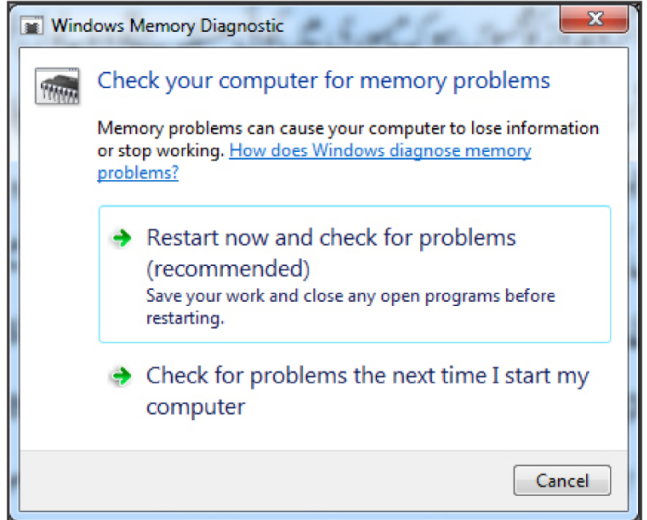 Windows Memory Diagnostic
Check your computer for memory problems
Memory problems can cause your computer to lose information
or stop working. How does Windows diagnose memory
problems?
Restart now and check for problems
(recommended)
Save your work and close any open programs before
restarting.
Check for problems the next time I start my
computer
Cancel